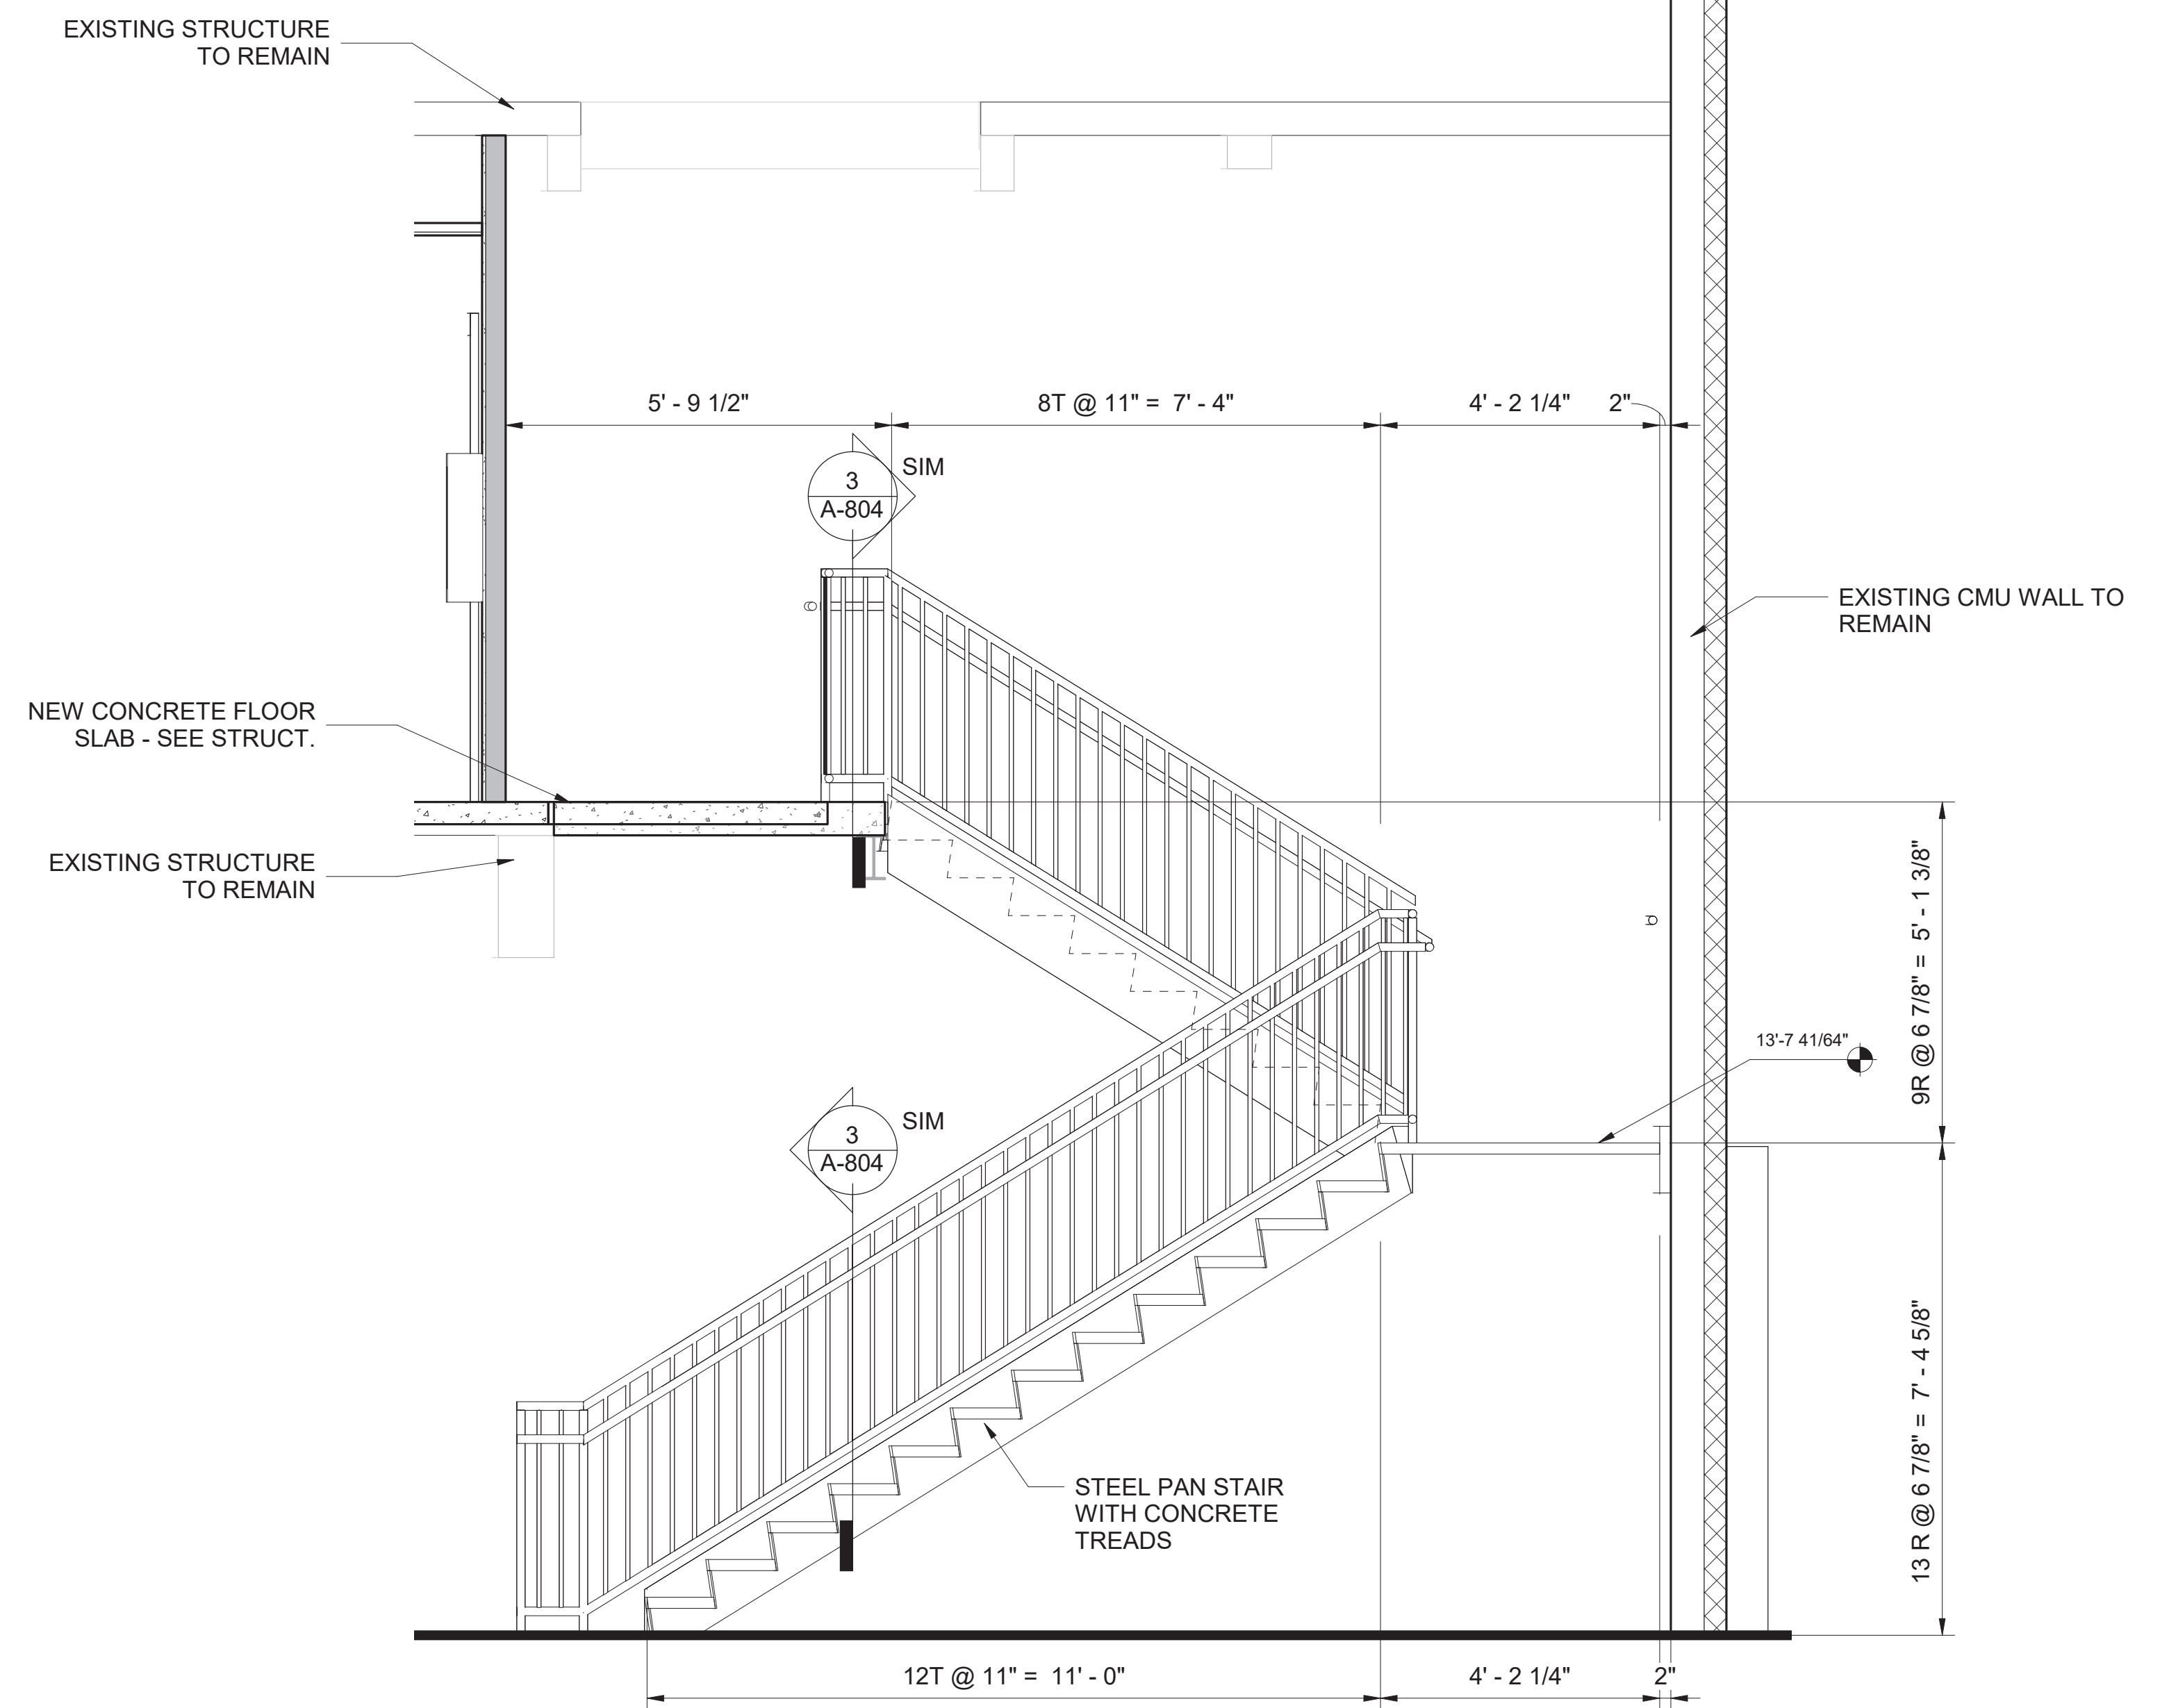 EXISTING STRUCTURE
TO REMAIN
5' - 9 1/2"
8T @ 11" = 7' - 4"
4' - 2 1/4"
2"
SIM
3
A-804
EXISTING CMU WALL TO
REMAIN
NEW CONCRETE FLOOR
SLAB - SEE STRUCT.
EXISTING STRUCTURE
TO REMAIN
9R @ 6 7/8" = 5' - 1 3/8"
13'-7 41/64"
SIM
3
A-804
13 R @ 6 7/8" = 7' - 4 5/8"
STEEL PAN STAIR
WITH CONCRETE
TREADS
12T @ 11" = 11' - 0"
4' - 2 1/4"
2"